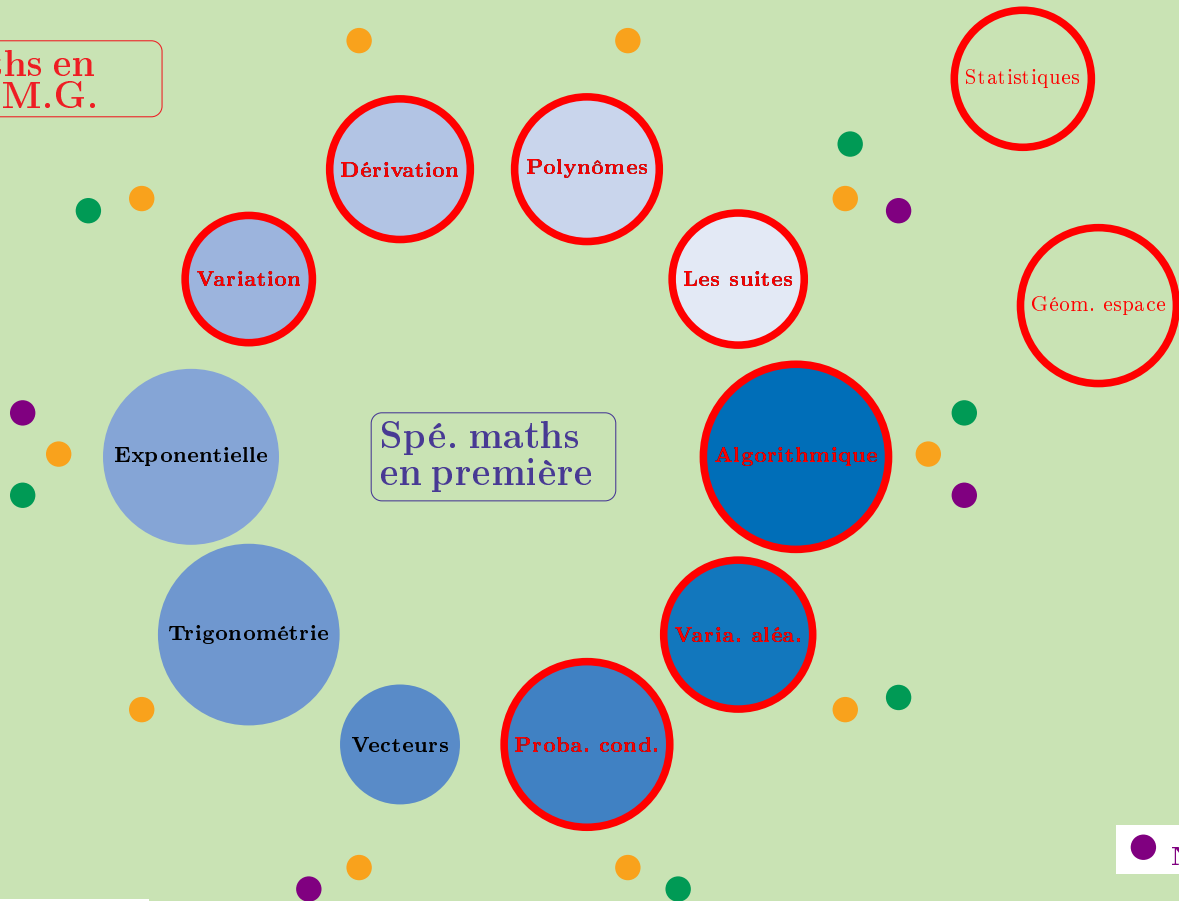 hs en
M.G.
Statistiques
Dérivation
Polynômes
Variation
Les suites
Géom. espace
Exponentielle
Spé. maths
en première
Algorithmique
Trigonométrie
Varia. aléa.
Vecteurs
Proba. cond.